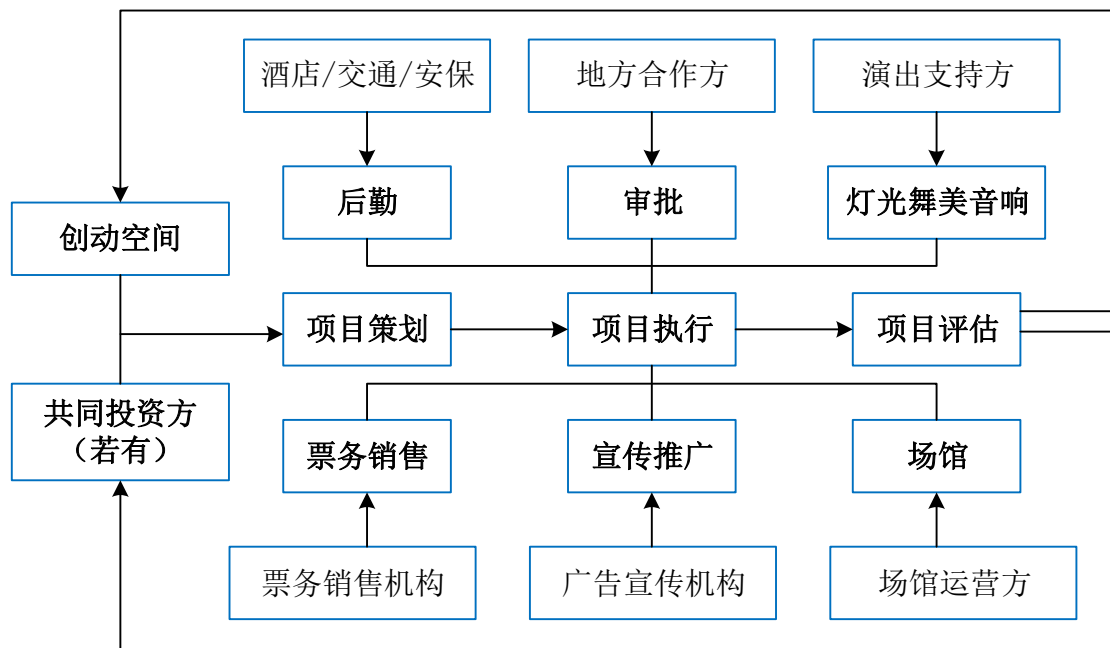 酒店/交通/安保
地方合作方
演出支持方
后勤
审批
灯光舞美音响
创动空间
项目策划
项目执行
项目评估
共同投资方
（若有）
票务销售
宣传推广
场馆
票务销售机构
广告宣传机构
场馆运营方